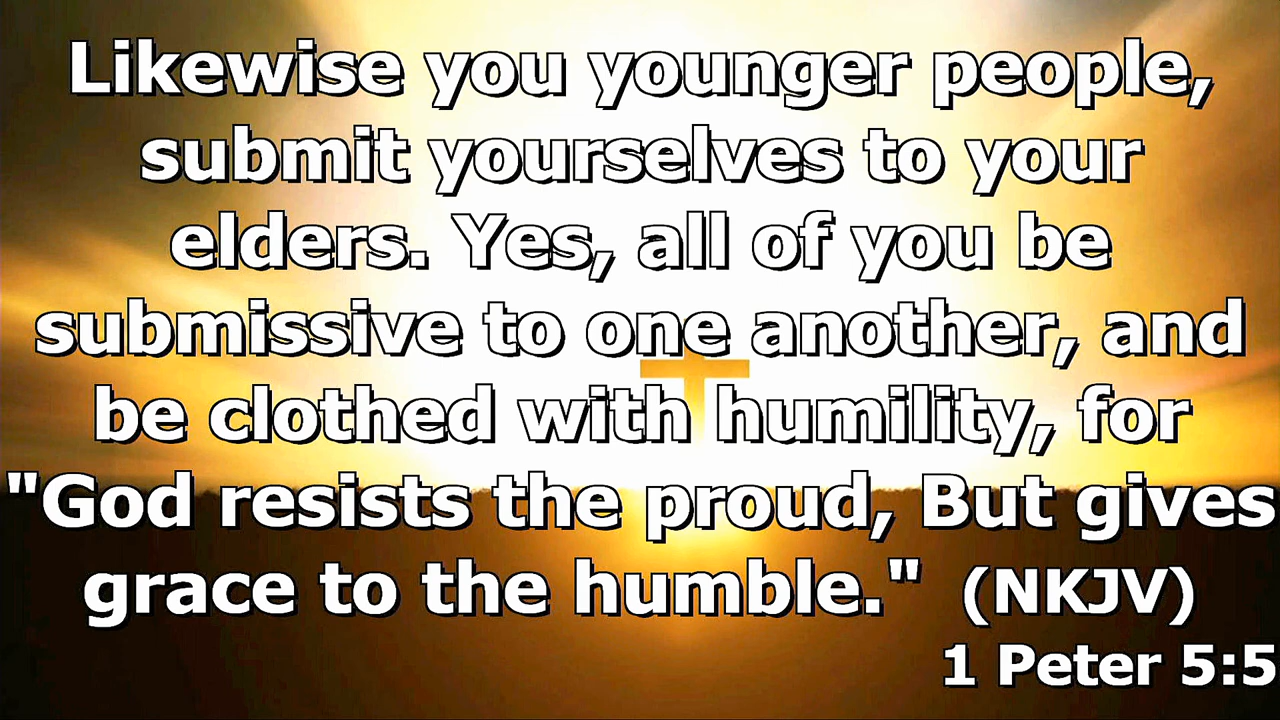 Likewise you younger people,
submit yourselves to your
elders. Yes, all of you be
submissive to one another, and
be clothed with humility, for
"God resists the proud, But gives
grace to the humble." (NKJV)
1 Peter 5:5